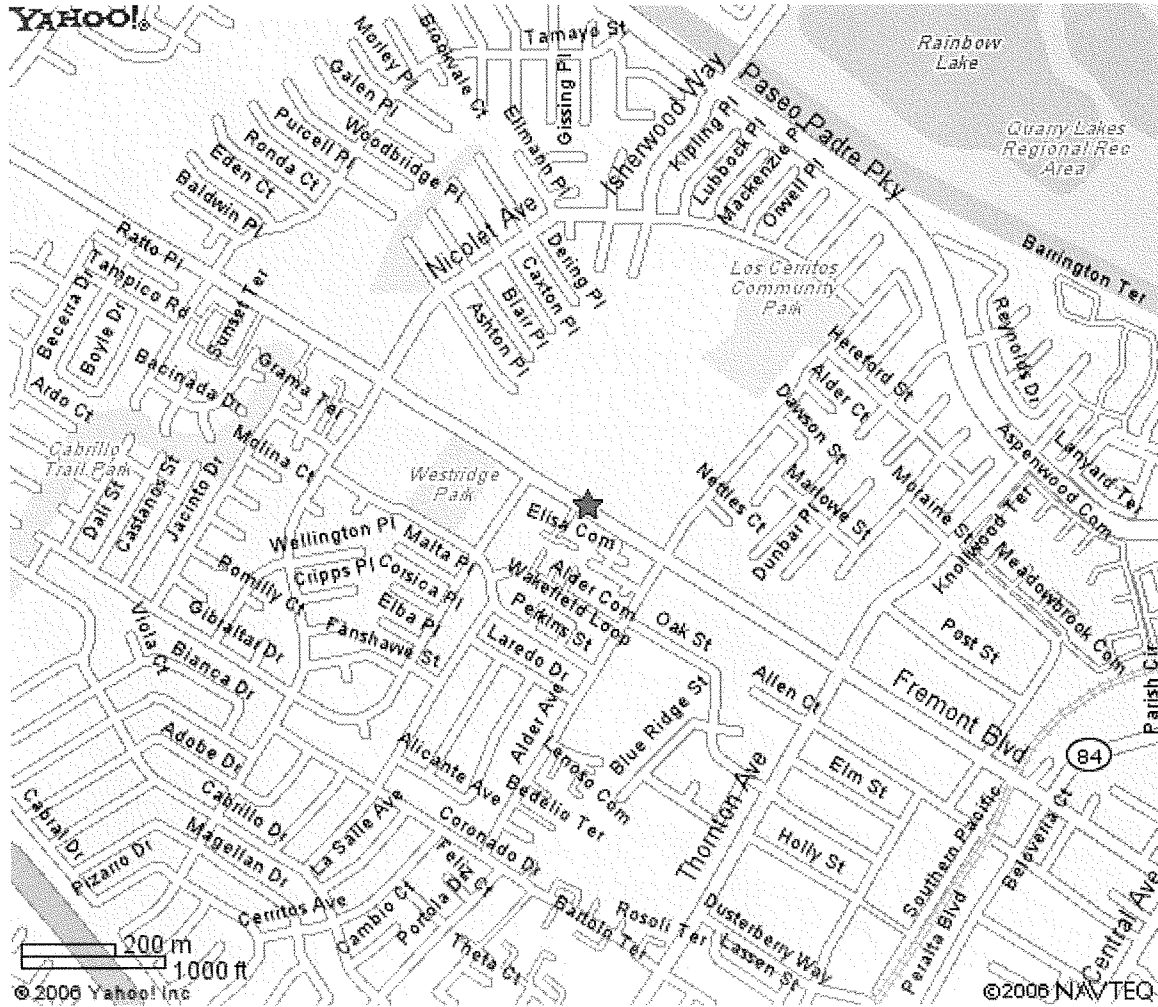 YAHOO!®
Tamayo St
Morley Pl
Brookvale Ct
Galen Pl
Gissing Pl
Isherwood Way
Rainbow
Lake
Paseo Padre Pky
Purcell Pl
Woodbridge Pl
Ellmann Pl
Kipling Pl
Lubbock Pl
Mackenzie P
Orwell Pl
Quarry Lakes
Regional Rec
Area
Ronda Ct
Eden Ct
Baldwin Pl
Nicolet Ave
Ratto Pl
Tampico Rd
Sunset Ter
Dering Pl
Caxton Pl
Blair Pl
Ashton Pl
Los Cerritos
Community
Park
Barrington Ter
Becerra Dr
Boyle Dr
Reynolds Dr
Bacinada Dr
Grama Ter
Hereford St
Alder Ct
Ardo Ct
Dawson St
Molina Ct
Cabrillo
Trail Park
Westridge
Park
Aspenwood Com
Lanyard Ter
Dali St
Castanos St
Jacinto Dr
Nettles Ct
Marlowe St
Moraine St
Dunbar P
Knollwood Ter
Elisa Com
Wellington Pl
Malta Pl
Meadowbrook Com
Cripps Pl
Corsica Pl
Alder Com
Wakefield Loop
Romilly Ct
Elba Pl
Perkins St
Oak St
Post St
Gibraltar Dr
Fanshawe St
Viola Ct
Bianca Dr
Laredo Dr
Allen Ct
Fremont Blvd
Parish Cir
Alder Ave
Blue Ridge St
84
Adobe Dr
Alicante Ave
Lerroso Com
Elm St
Cabrillo Dr
Bedelio Ter
Thornton Ave
Cabral Dr
La Salle Ave
Coronado Dr
Southern Pacific
Beloveira Ct
Magellan Dr
Pizarro Dr
Feliz Ct
Holly St
Cerritos Ave
Cambio Ct
Portola D
Bartolo Ter
Rosoli Ter
Dusterberry Way
Lassen St
Peralta Blvd
Central Ave
Theta Ct
200 m
1000 ft
© 2006 Yahoo! Inc
©2006 NAVTEQ